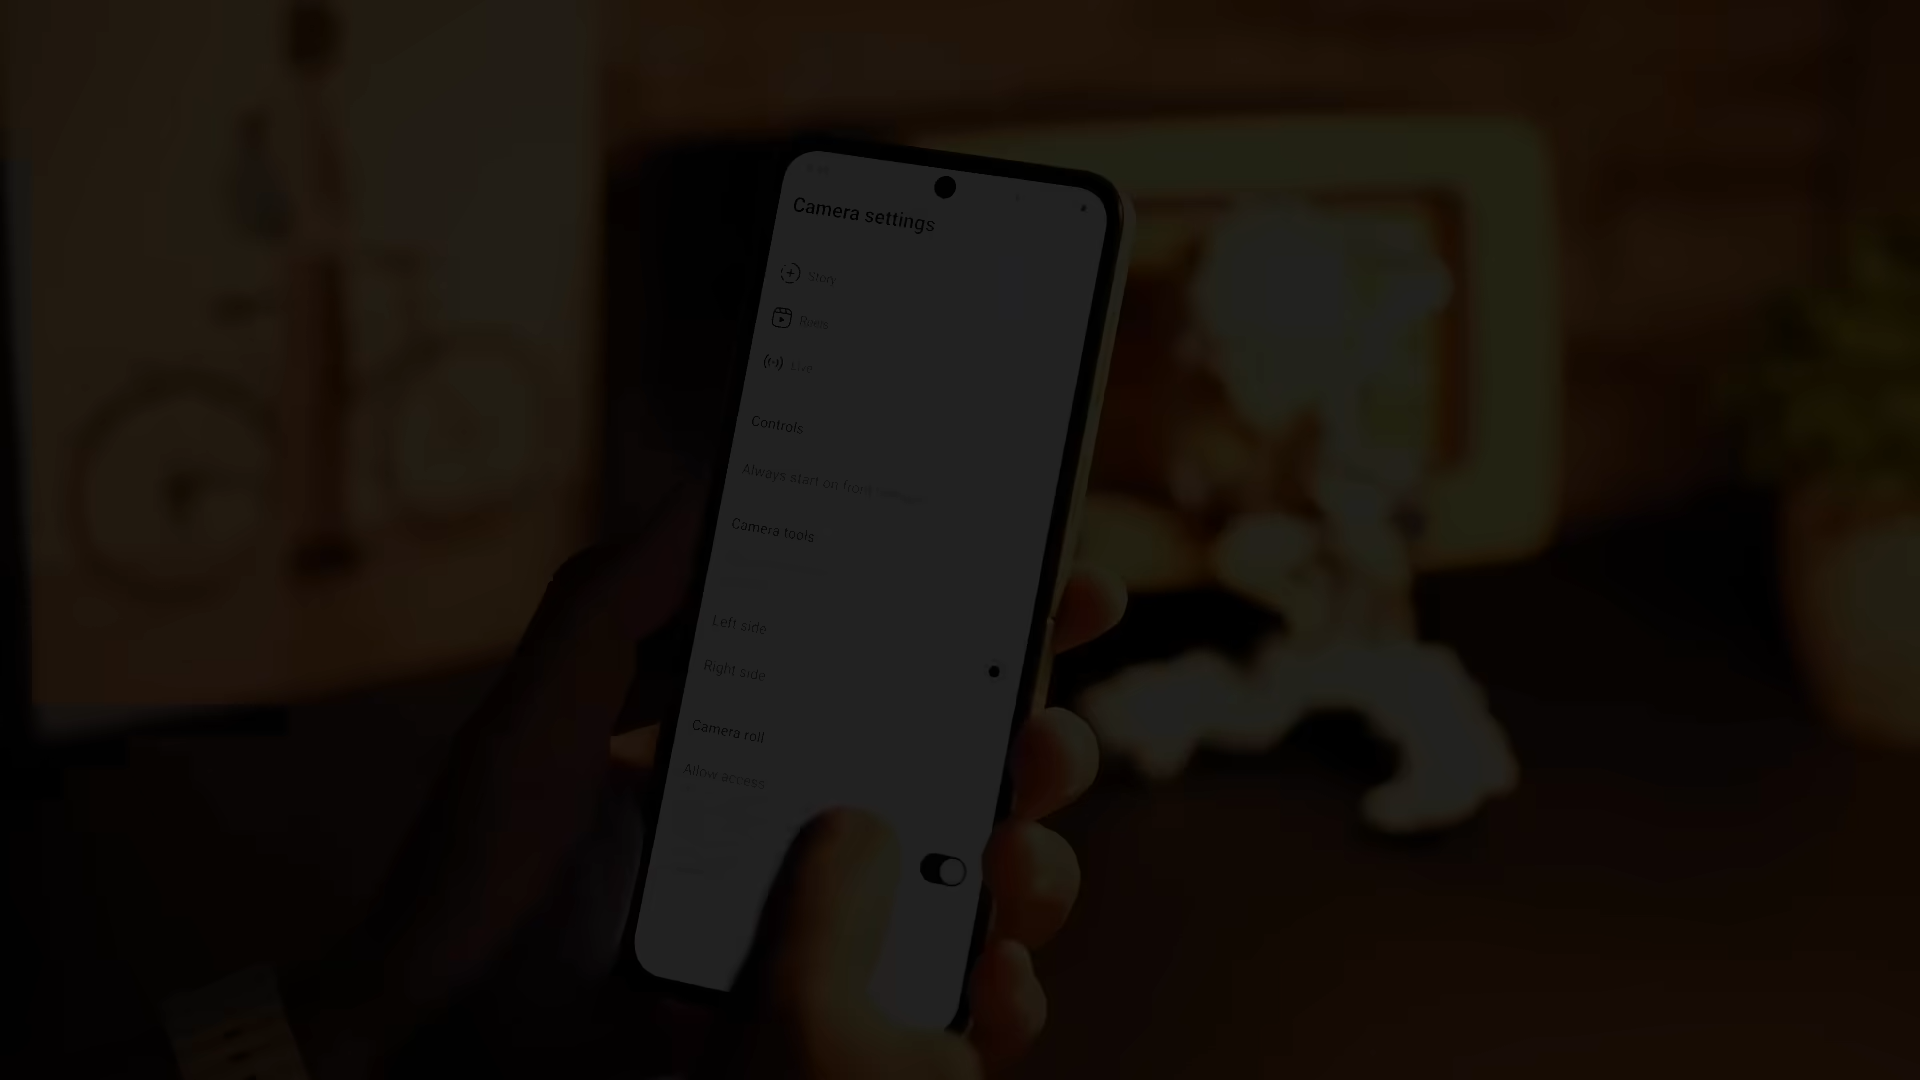 Camera settings
Story
Reels
Live
Controls
Always start on front
Camera tools
Left side
Right side
Camera roll
Allow access